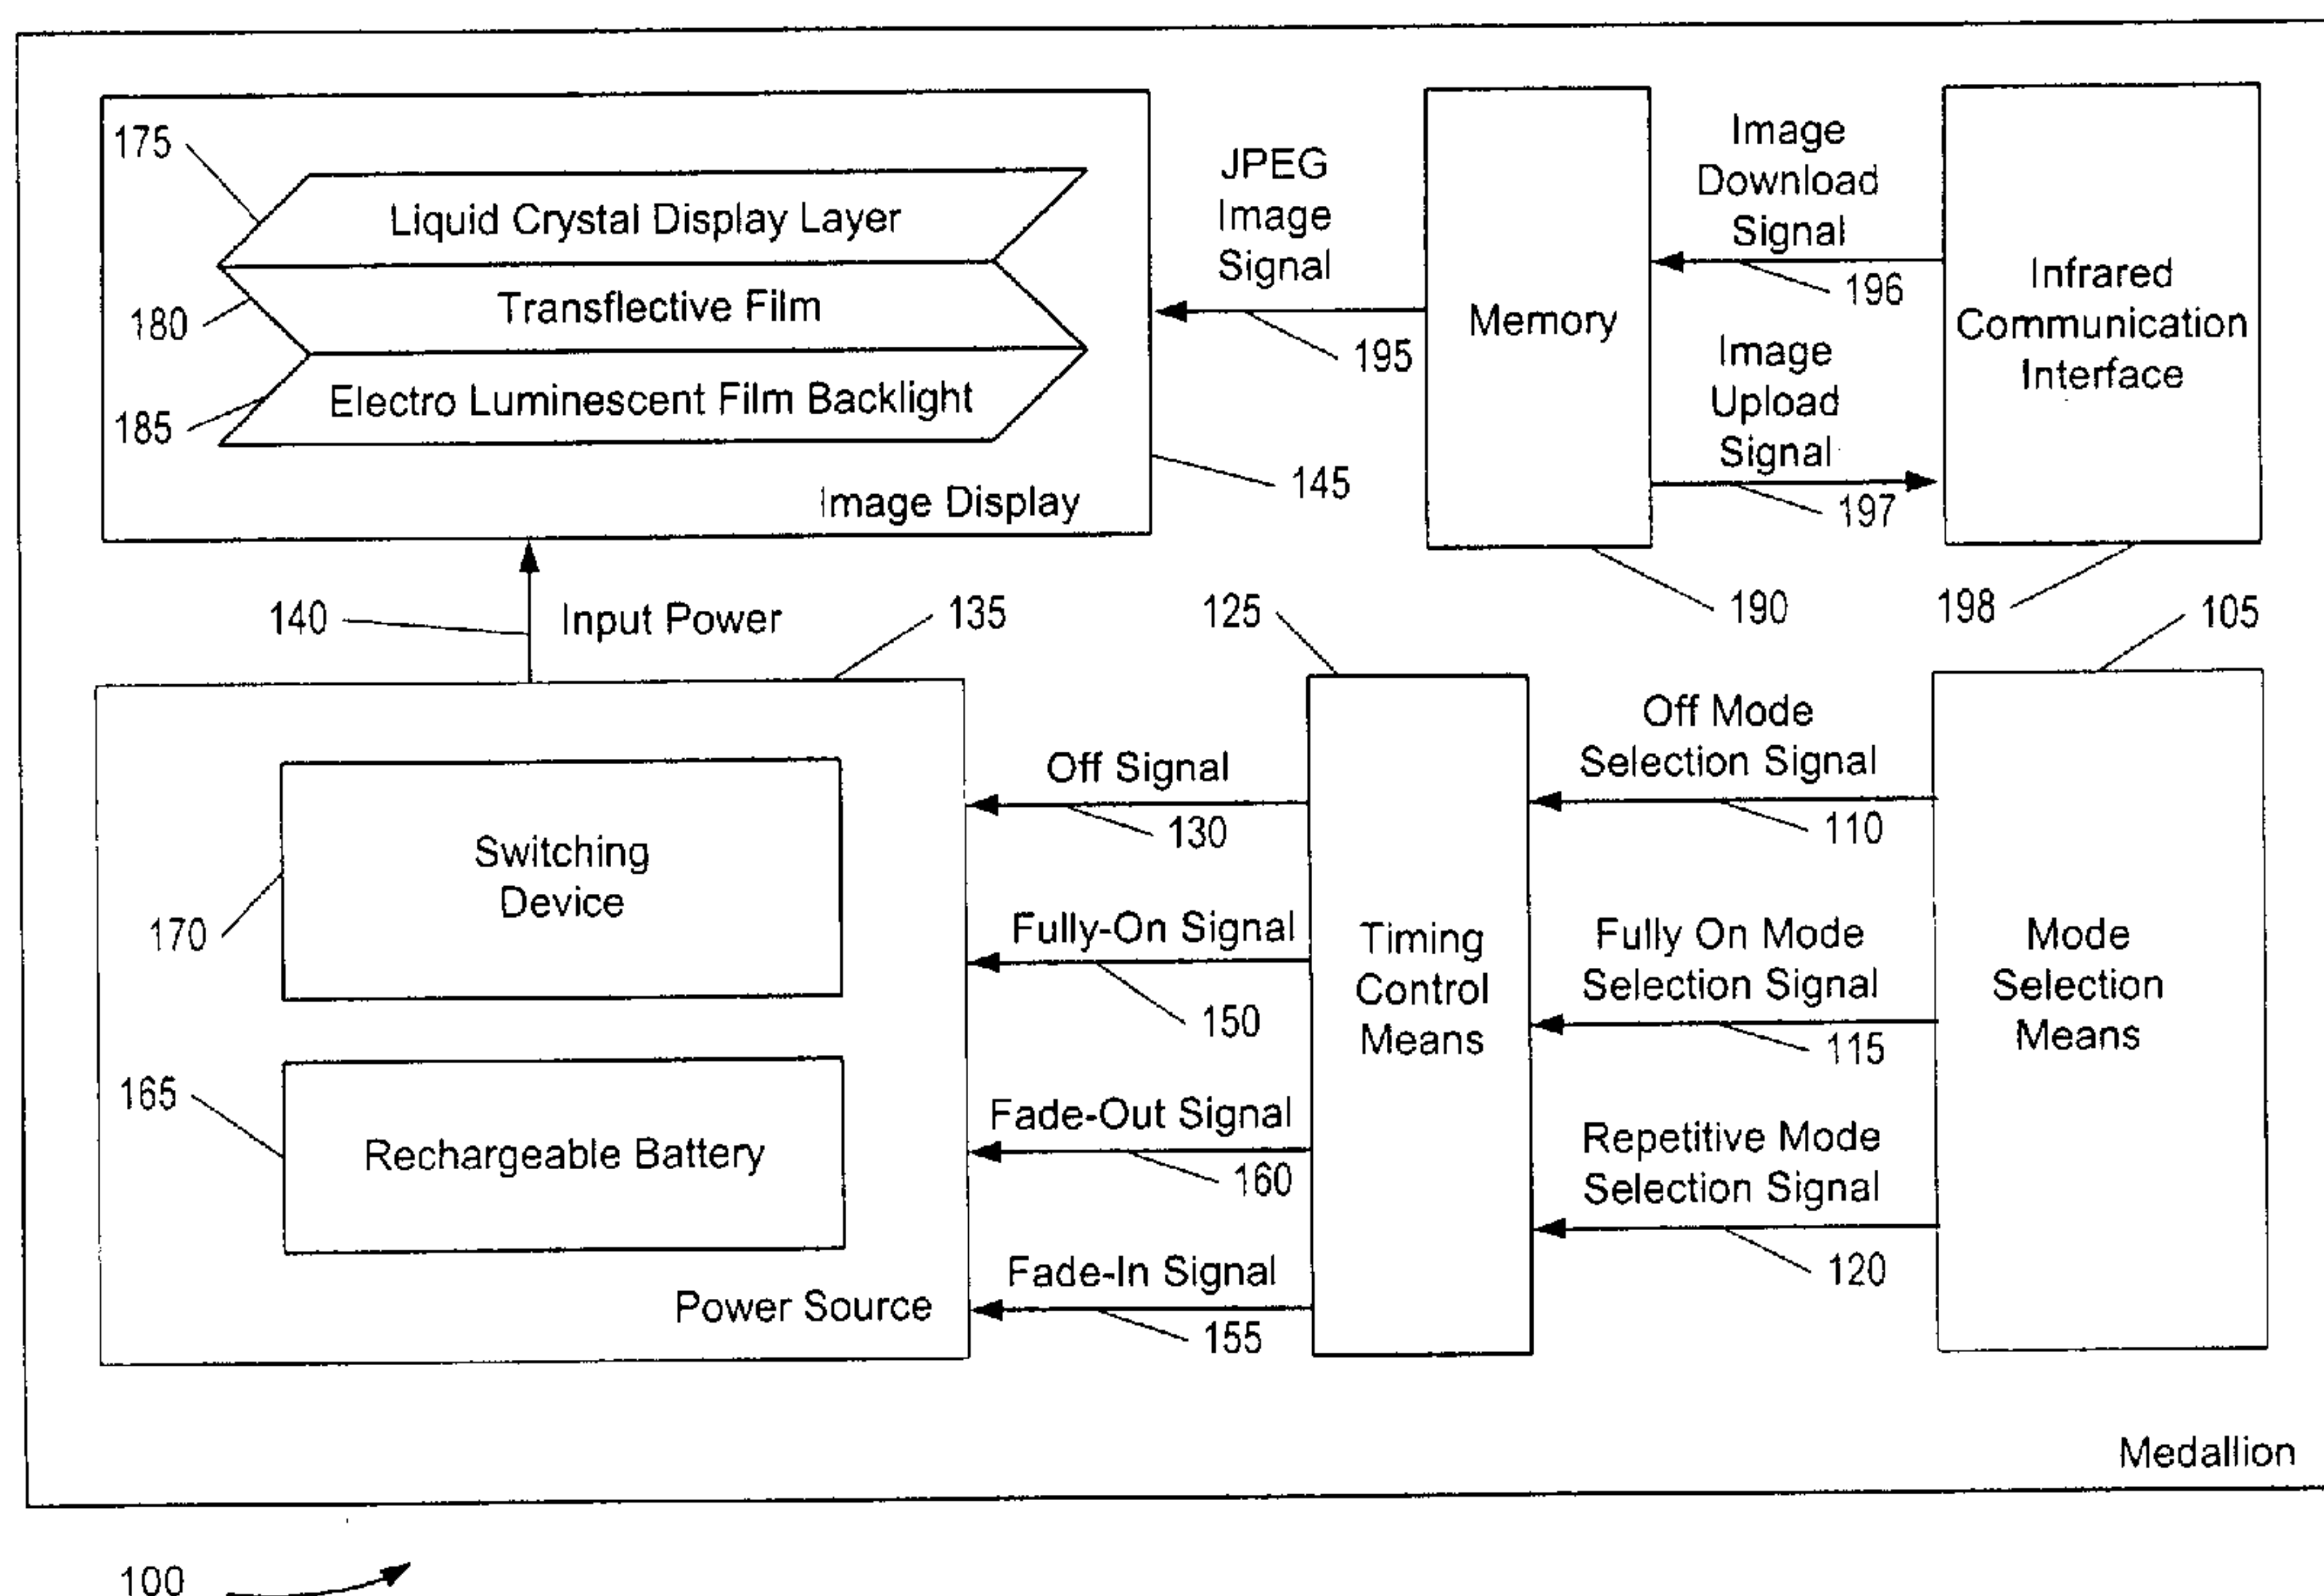 175
Liquid Crystal Display Layer
180
Transflective Film
185
Electro Luminescent Film Backlight
Image Display
145
JPEG
Image
Signal
195
Memory
190
Image
Download
Signal
196
Image
Upload
Signal
197
Infrared
Communication
Interface
198
140
Input Power
135
125
105
Switching
Device
170
165
Rechargeable Battery
Power Source
Off Signal
130
Fully-On Signal
150
Fade-Out Signal
160
Fade-In Signal
155
Timing
Control
Means
Off Mode
Selection Signal
110
Fully On Mode
Selection Signal
115
Repetitive Mode
Selection Signal
120
Mode
Selection
Means
Medallion
100